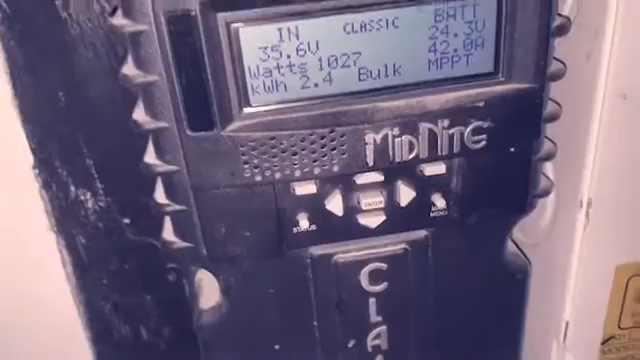 IN CLASSIC BATT
35.6V 24.3V
Watts 1027 42.0A
kWh 2.4 Bulk MPPT
MIDNITE
ENTER
STATUS
MAIN MENU
CLA